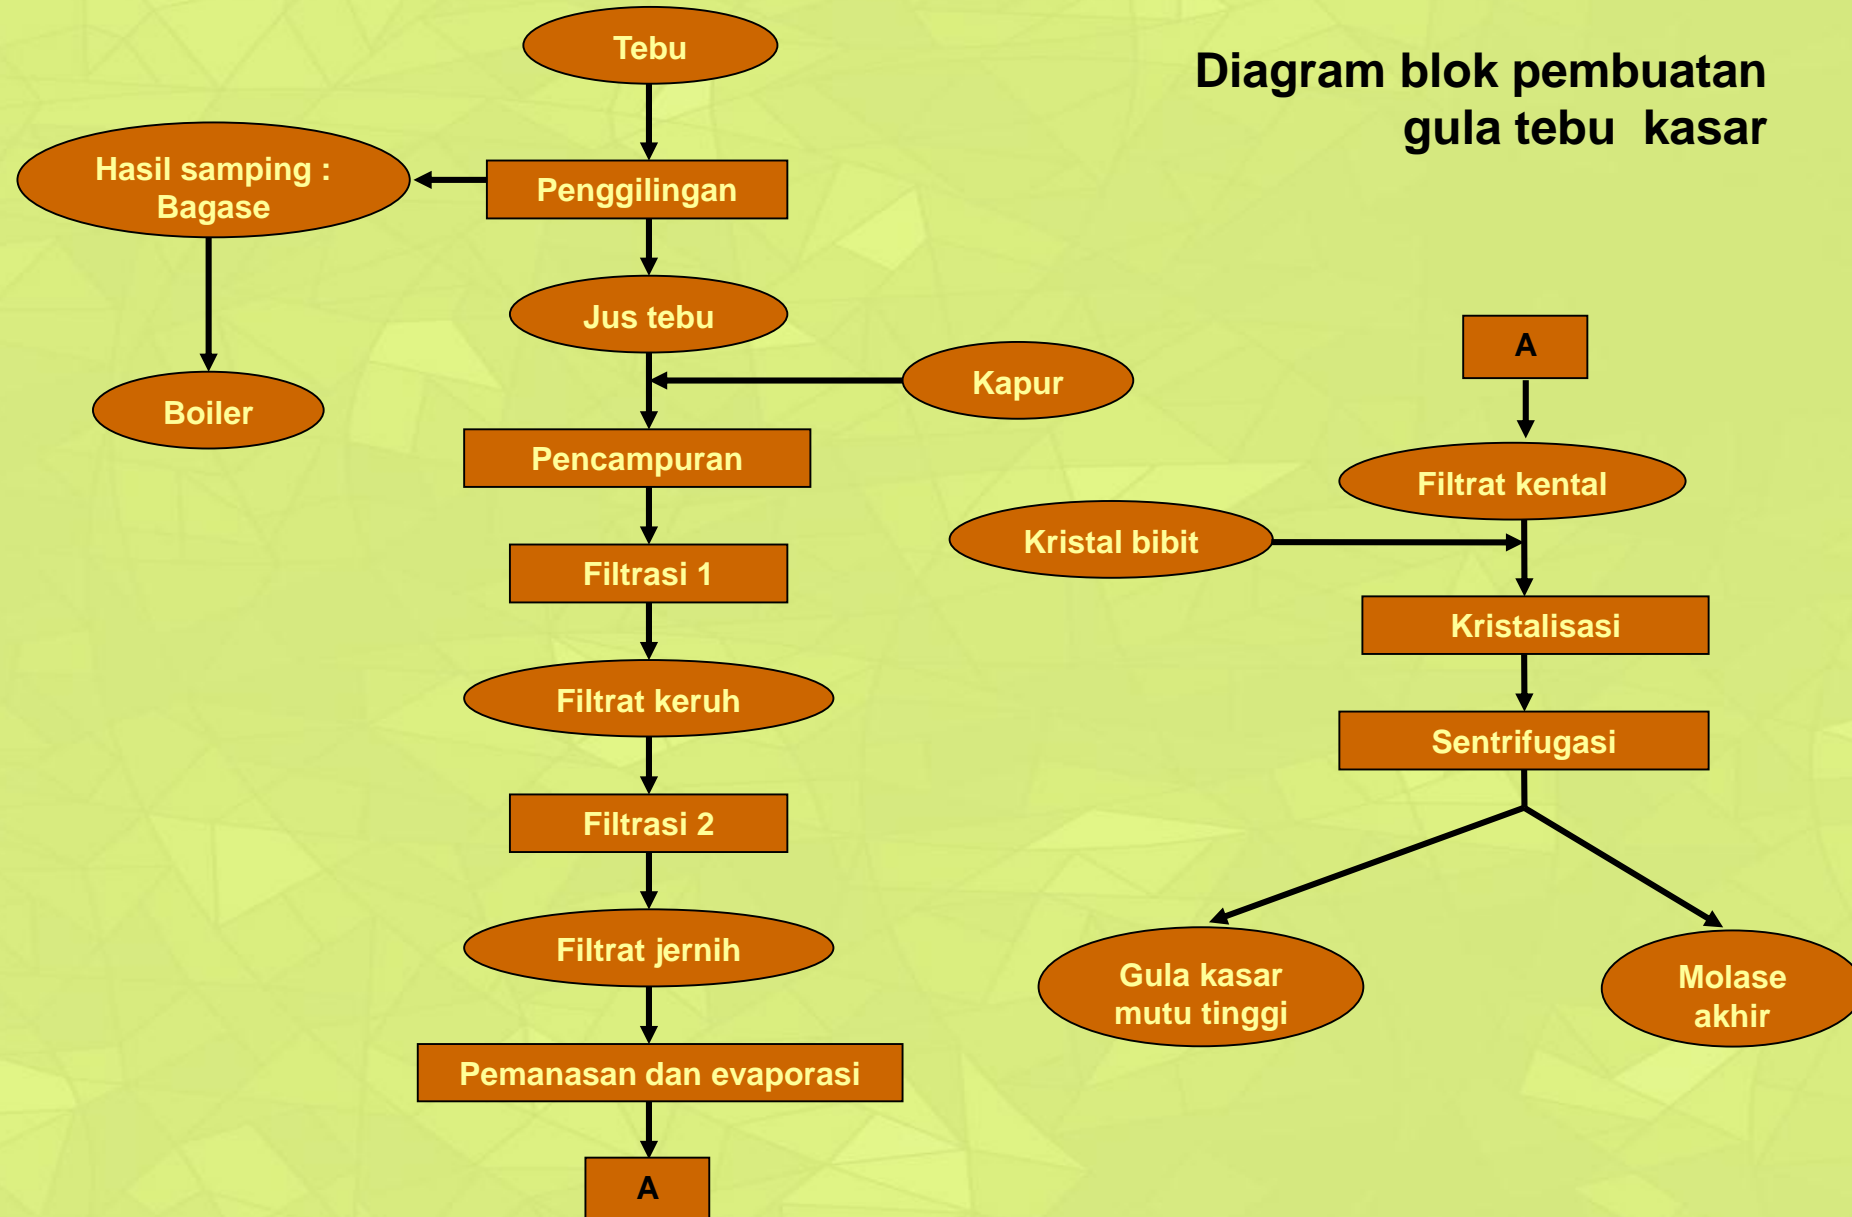 Diagram blok pembuatan
gula tebu kasar
Tebu
Hasil samping :
Bagase
Penggilingan
Jus tebu
Kapur
Boiler
Pencampuran
Filtrasi 1
Filtrat keruh
Filtrasi 2
Filtrat jernih
Pemanasan dan evaporasi
A
A
Filtrat kental
Kristal bibit
Kristalisasi
Sentrifugasi
Gula kasar
mutu tinggi
Molase
akhir